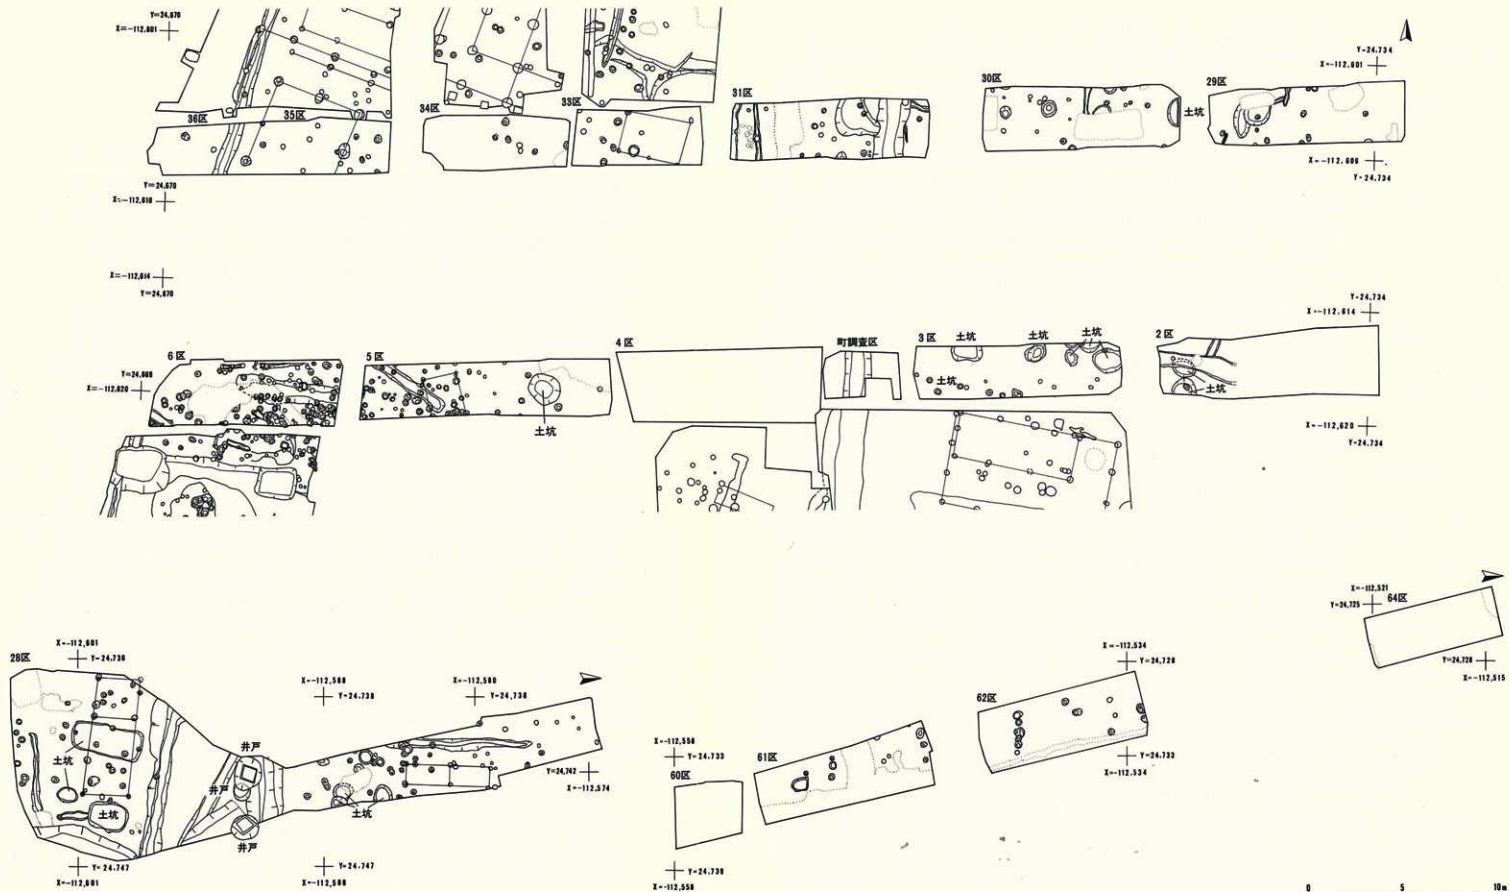 Y=24,670
X=-112,601
36区
35区
34区
33区
31区
30区
土坑
29区
Y-24.734
X-−112.601
X-−112.606
Y-24.734
Y=24,670
X=-112,610
X=-112,614
Y=24,670
Y-24.734
X-−112.614
6区
5区
4区
町調査区
3区
土坑
土坑
土坑
2区
Y=24,669
X=-112,620
土坑
土坑
土坑
X-−112,620
Y-24.734
X=-112,521
Y=24,725
64区
Y=24,728
X=-112,515
28区
X-−112,601
Y-24.738
X-−112,588
Y-24.738
X-−112,580
Y-24,738
X-−112,534
Y=24,728
62区
Y-24.733
X-−112.534
井戸
土坑
井戸
土坑
井戸
土坑
Y=24,742
X=-112,574
X-−112,558
Y-24.733
60区
61区
Y=24.747
X-−112,601
Y-24.747
X-−112,588
Y-24.739
X-−112,558
0 5 10m